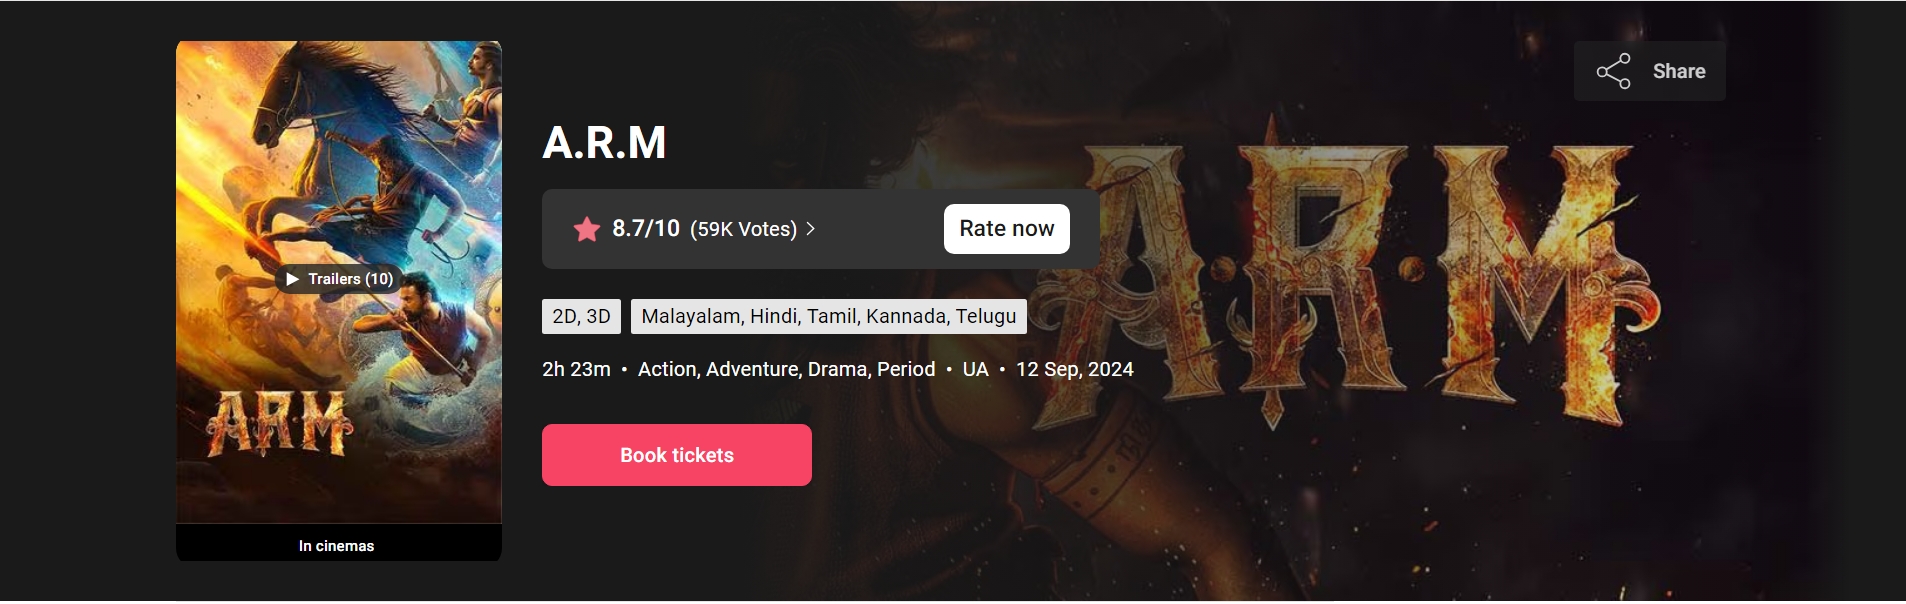 Share
A.R.M
8.7/10 (59K Votes)
Rate now
Trailers (10)
2D, 3D
Malayalam, Hindi, Tamil, Kannada, Telugu
2h 23m • Action, Adventure, Drama, Period • UA • 12 Sep, 2024
Book tickets
In cinemas
A.R.M
A.R.M